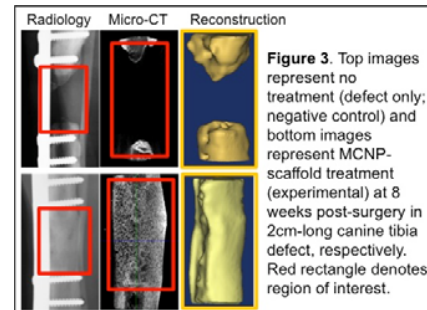 Radiology Micro-CT Reconstruction
Figure 3. Top images
represent no
treatment (defect only;
negative control) and
bottom images
represent MCNP-
scaffold treatment
(experimental) at 8
weeks post-surgery in
2cm-long canine tibia
defect, respectively.
Red rectangle denotes
region of interest.